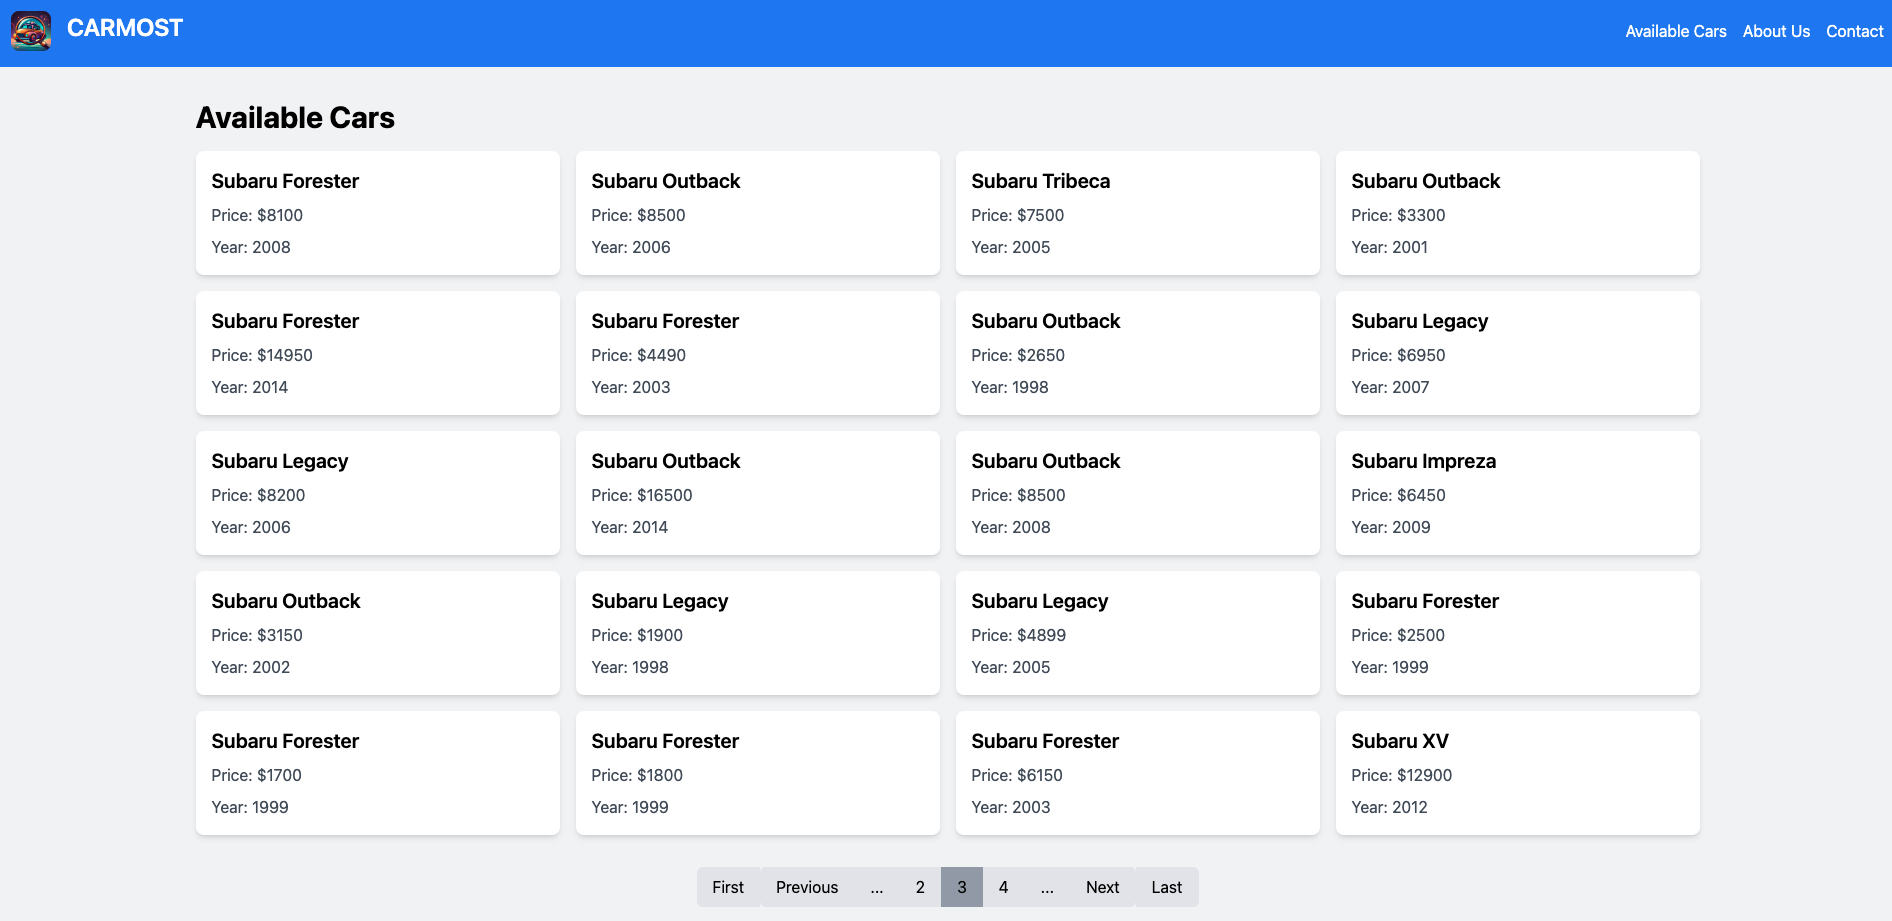 CARMOST
Available Cars About Us Contact
Available Cars
Subaru Forester
Price: $8100
Year: 2008
Subaru Outback
Price: $8500
Year: 2006
Subaru Tribeca
Price: $7500
Year: 2005
Subaru Outback
Price: $3300
Year: 2001
Subaru Forester
Price: $14950
Year: 2014
Subaru Forester
Price: $4490
Year: 2003
Subaru Outback
Price: $2650
Year: 1998
Subaru Legacy
Price: $6950
Year: 2007
Subaru Legacy
Price: $8200
Year: 2006
Subaru Outback
Price: $16500
Year: 2014
Subaru Outback
Price: $8500
Year: 2008
Subaru Impreza
Price: $6450
Year: 2009
Subaru Outback
Price: $3150
Year: 2002
Subaru Legacy
Price: $1900
Year: 1998
Subaru Legacy
Price: $4899
Year: 2005
Subaru Forester
Price: $2500
Year: 1999
Subaru Forester
Price: $1700
Year: 1999
Subaru Forester
Price: $1800
Year: 1999
Subaru Forester
Price: $6150
Year: 2003
Subaru XV
Price: $12900
Year: 2012
First Previous ... 2 3 4 ... Next Last